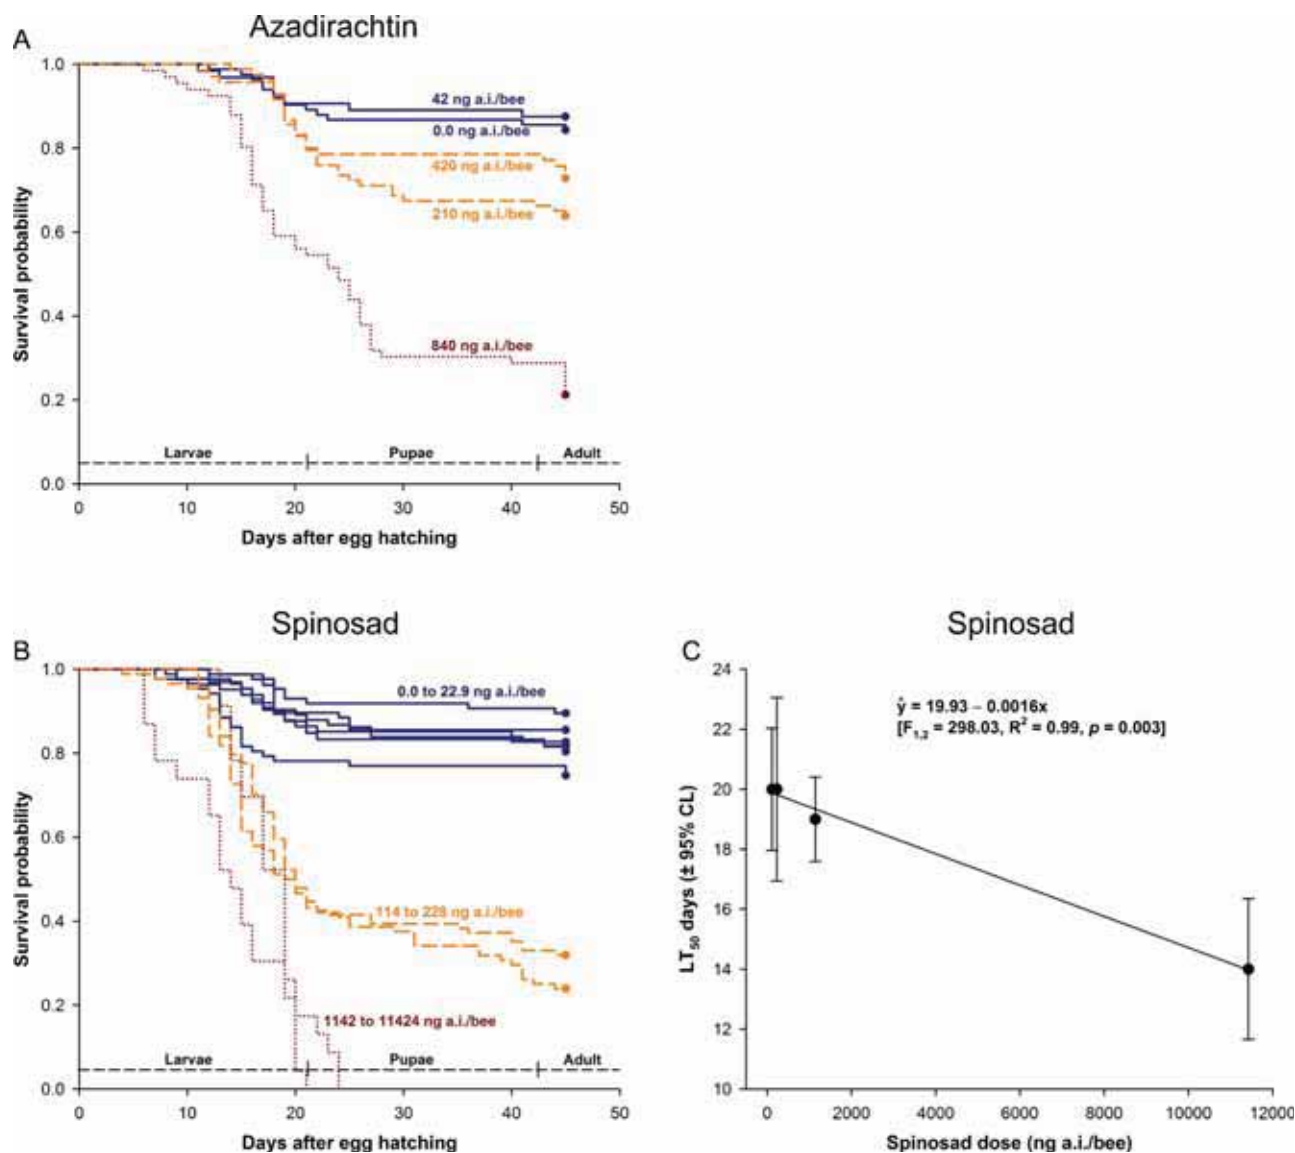 A
Azadirachtin
Survival probability
1.0
0.8
0.6
0.4
0.2
0.0
42 ng a.i./bee
0.0 ng a.i./bee
420 ng a.i./bee
210 ng a.i./bee
840 ng a.i./bee
Larvae Pupae Adult
0 10 20 30 40 50
Days after egg hatching
B
Spinosad
Survival probability
1.0
0.8
0.6
0.4
0.2
0.0
0.0 to 22.9 ng a.i./bee
114 to 228 ng a.i./bee
1142 to 11424 ng a.i./bee
Larvae Pupae Adult
0 10 20 30 40 50
Days after egg hatching
C
Spinosad
LT50 days (± 95% CL)
24
22
20
18
16
14
12
10
ŷ = 19.93 – 0.0016x
[F1,2 = 298.03, R² = 0.99, p = 0.003]
0 2000 4000 6000 8000 10000 12000
Spinosad dose (ng a.i./bee)